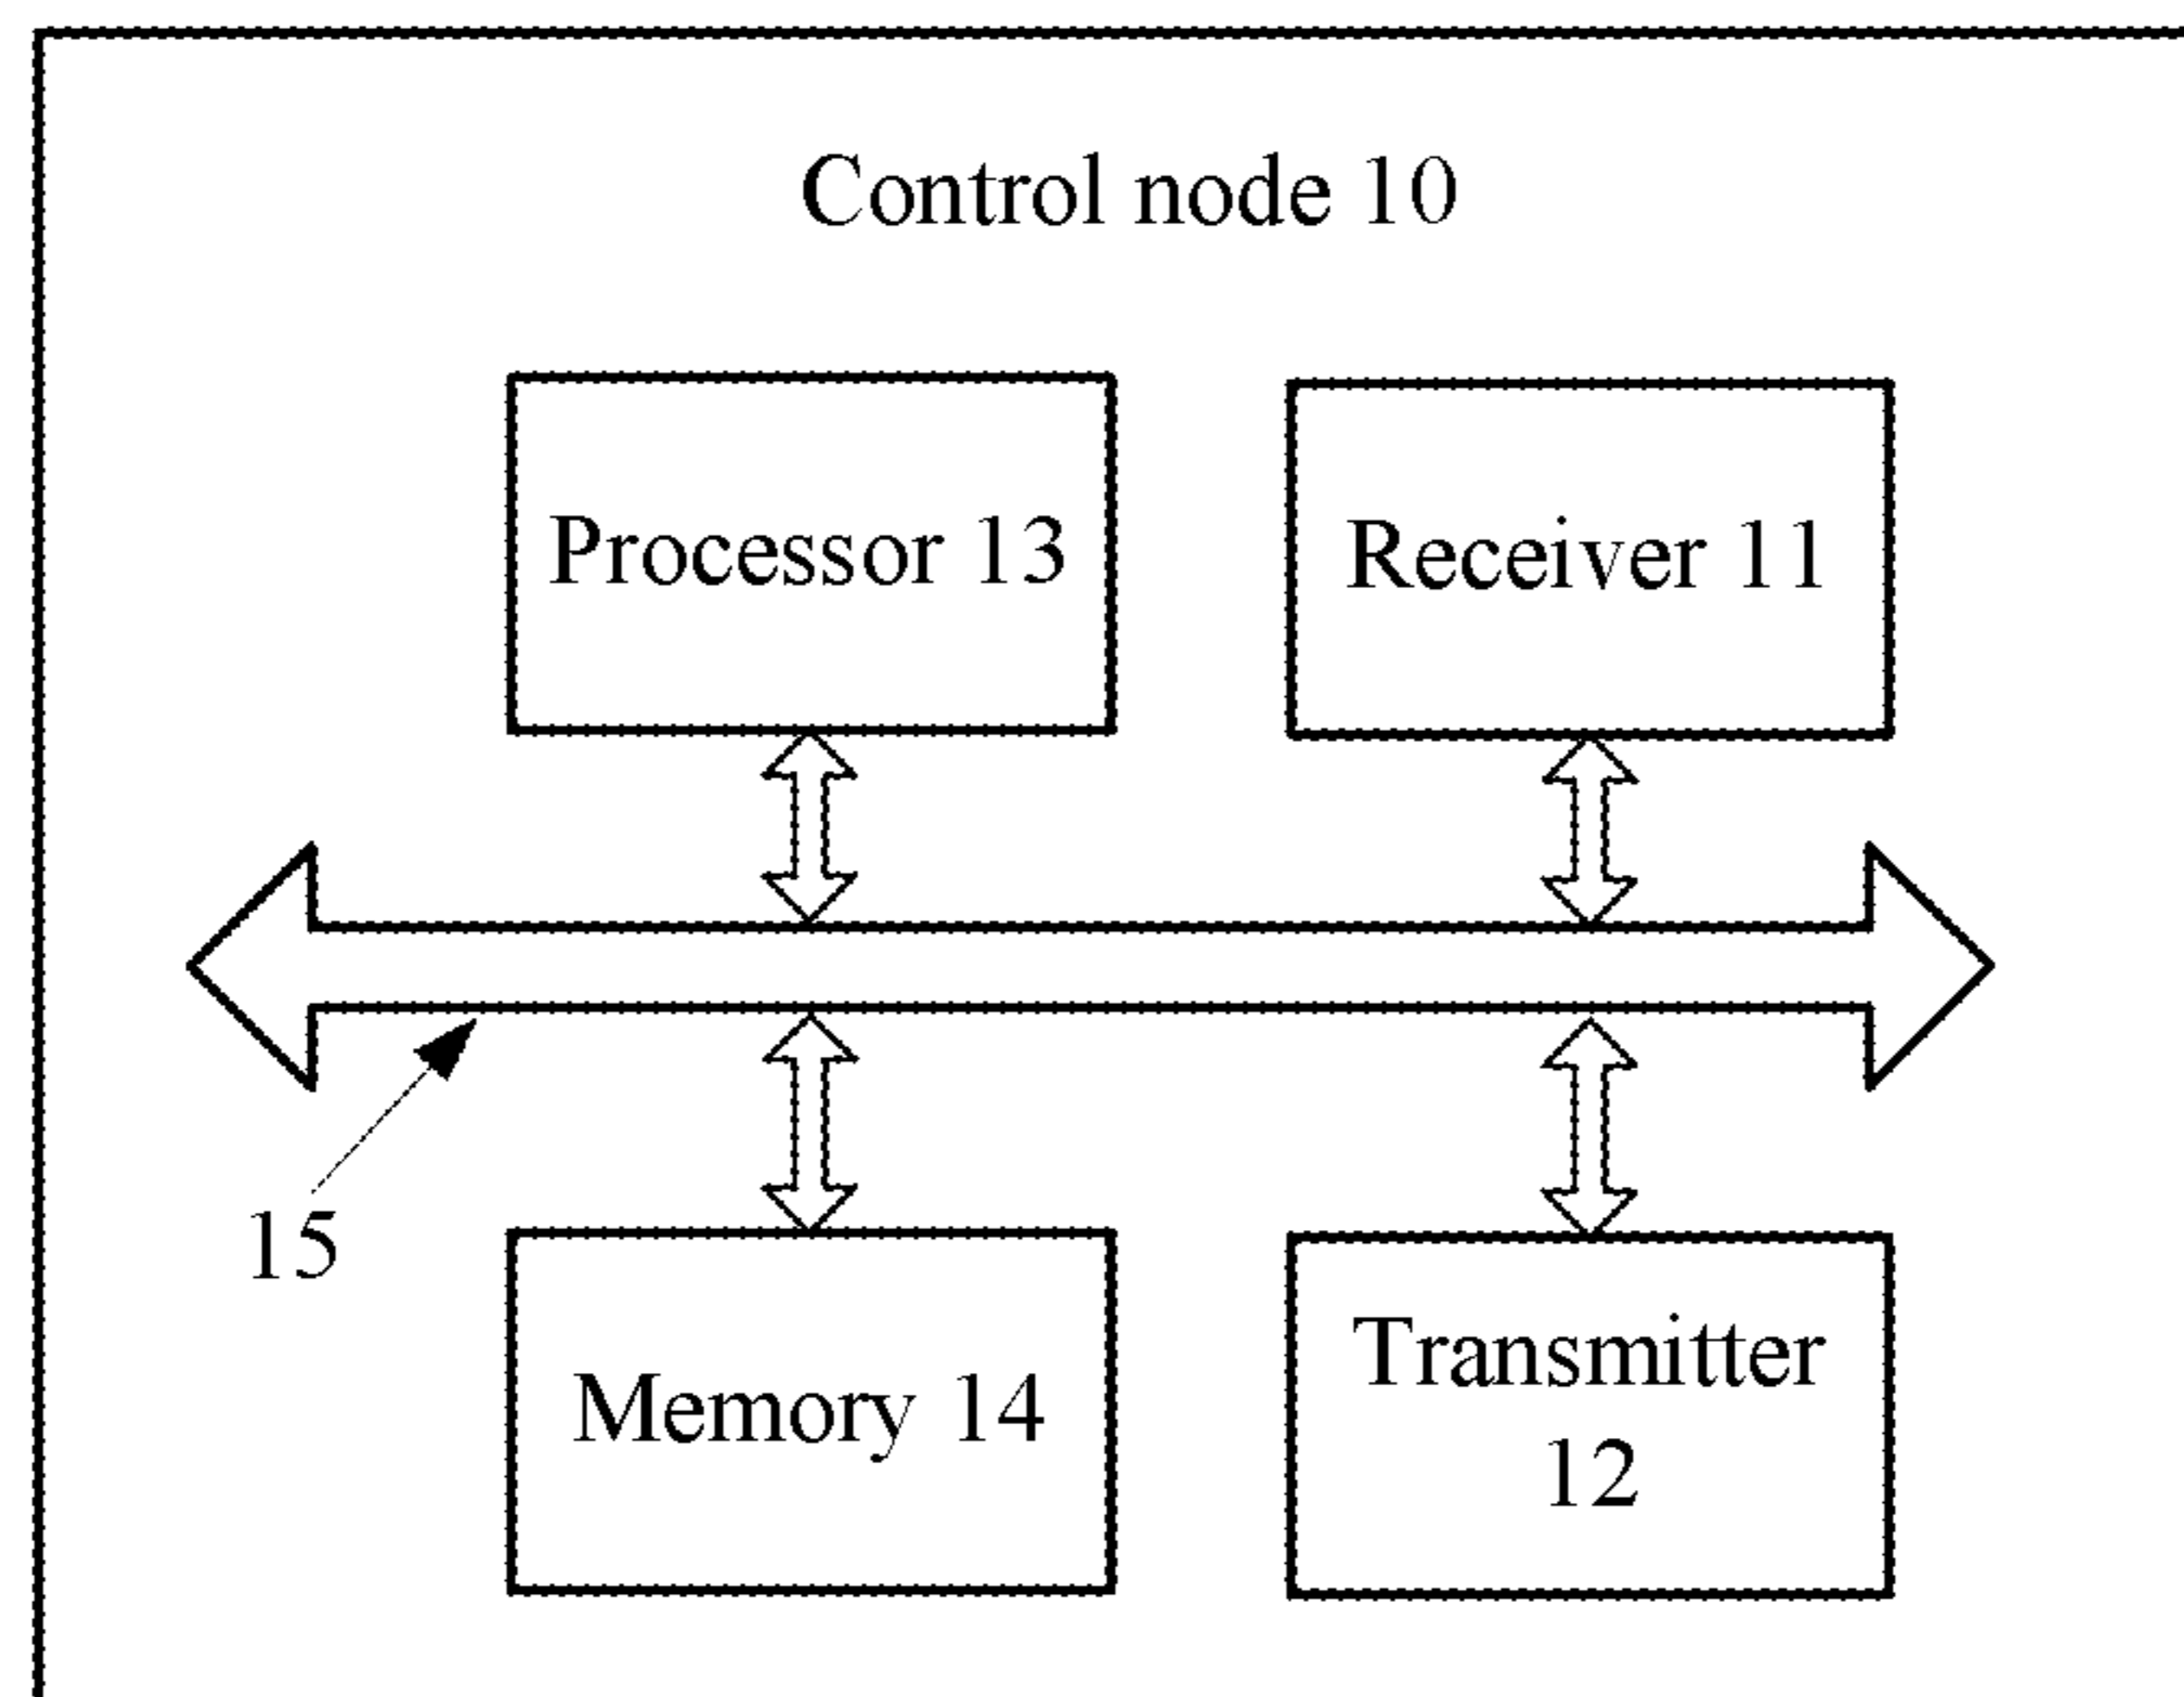 Control node 10
Processor 13
Receiver 11
15
Memory 14
Transmitter
12